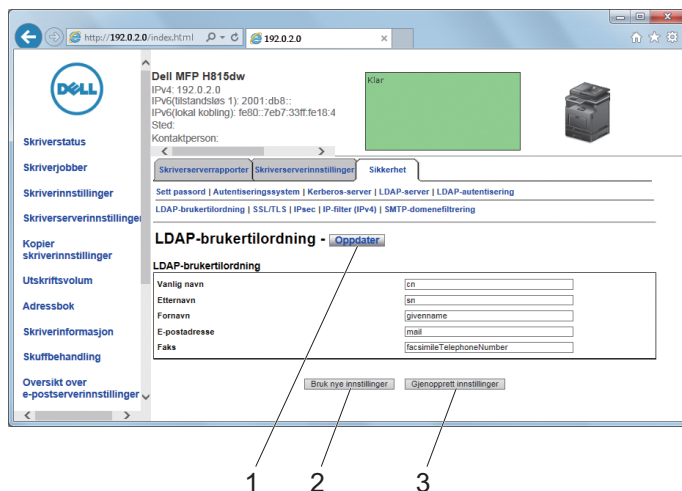 http://192.0.2.0/index.html
192.0.2.0
DELL
Dell MFP H815dw
IPv4: 192.0.2.0
IPv6(tilstandsløs 1): 2001:db8::
IPv6(lokal kobling): fe80::7eb7:33ff:fe18:4
Sted:
Kontaktperson:
Klar
Skriverstatus
Skriverjobber
Skriverinnstillinger
Skriverserverinnstillinge
Kopier
skriverinnstillinger
Utskriftsvolum
Adressbok
Skriverinformasjon
Skuffbehandling
Oversikt over
e-postserverinnstillinger
Skriverserverrapporter Skriverserverinnstillinger Sikkerhet
Sett passord | Autentiseringssystem | Kerberos-server | LDAP-server | LDAP-autentisering
LDAP-brukertilordning | SSL/TLS | IPsec | IP-filter (IPv4) | SMTP-domenefiltrering
LDAP-brukertilordning - Oppdater
LDAP-brukertilordning
Vanlig navn cn
Etternavn sn
Fornavn givenname
E-postadresse mail
Faks facsimileTelephoneNumber
Bruk nye innstillinger Gjenopprett innstillinger
1 2 3